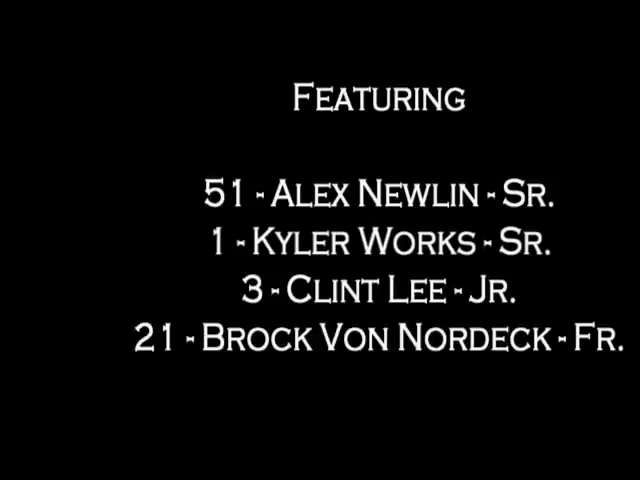 Featuring
51 - Alex Newlin - Sr.
1 - Kyler Works - Sr.
3 - Clint Lee - Jr.
21 - Brock Von Nordeck - Fr.